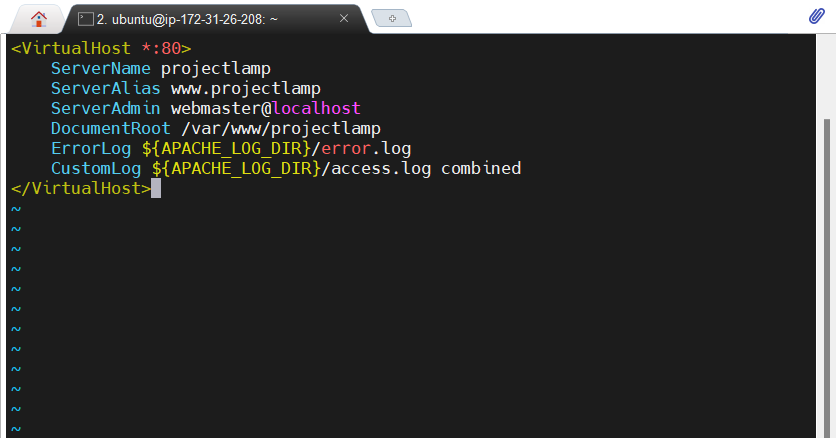 2. ubuntu@ip-172-31-26-208: ~
<VirtualHost *:80>
    ServerName projectlamp
    ServerAlias www.projectlamp
    ServerAdmin webmaster@localhost
    DocumentRoot /var/www/projectlamp
    ErrorLog ${APACHE_LOG_DIR}/error.log
    CustomLog ${APACHE_LOG_DIR}/access.log combined
</VirtualHost>
~
~
~
~
~
~
~
~
~
~
~
~